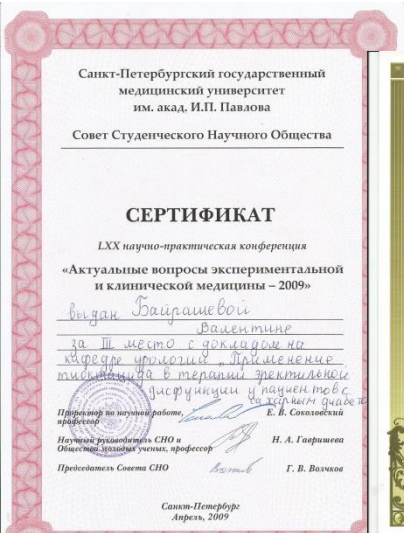 Санкт-Петербургский государственный
медицинский университет
им. акад. И.П. Павлова
Совет Студенческого Научного Общества
СЕРТИФИКАТ
LXX научно-практическая конференция
«Актуальные вопросы экспериментальной
и клинической медицины – 2009»
выдан Байрашевой
Валентине
за III место с докладом на
кафедре урологии „Применение
тиоктацида в терапии эректильной
дисфункции у пациентов с
сахарным диабетом
Проректор по научной работе,
профессор
Е. В. Соколовский
Научный руководитель СНО и
Общества молодых ученых, профессор
Н. А. Гавришева
Председатель Совета СНО
Г. В. Волчков
Санкт-Петербург
Апрель, 2009